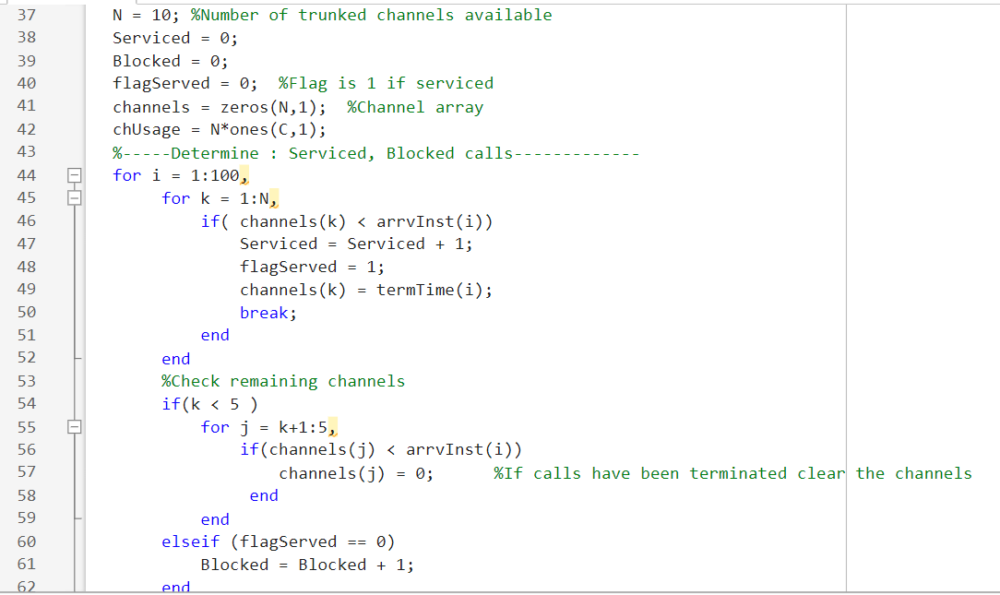 37 N = 10; %Number of trunked channels available
38 Serviced = 0;
39 Blocked = 0;
40 flagServed = 0; %Flag is 1 if serviced
41 channels = zeros(N,1); %Channel array
42 chUsage = N*ones(C,1);
43 %-----Determine : Serviced, Blocked calls-------------
44 for i = 1:100,
45 for k = 1:N,
46 if( channels(k) < arrvInst(i))
47 Serviced = Serviced + 1;
48 flagServed = 1;
49 channels(k) = termTime(i);
50 break;
51 end
52 end
53 %Check remaining channels
54 if(k < 5 )
55 for j = k+1:5,
56 if(channels(j) < arrvInst(i))
57 channels(j) = 0; %If calls have been terminated clear the channels
58 end
59 end
60 elseif (flagServed == 0)
61 Blocked = Blocked + 1;
62 end